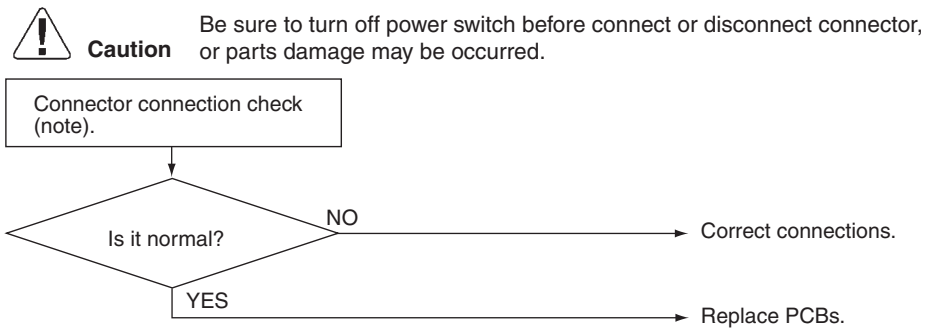 Caution
Be sure to turn off power switch before connect or disconnect connector,
or parts damage may be occurred.
Connector connection check
(note).
Is it normal?
NO
Correct connections.
YES
Replace PCBs.